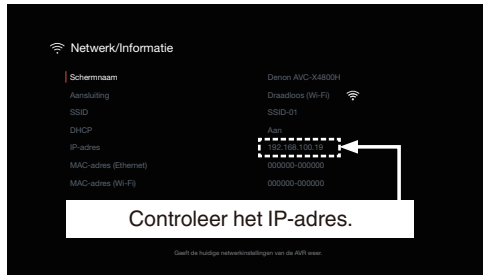 Netwerk/Informatie
Schermnaam Denon AVC-X4800H
Aansluiting Draadloos (Wi-Fi)
SSID SSID-01
DHCP Aan
IP-adres 192.168.100.19
MAC-adres (Ethernet) 000000-000000
MAC-adres (Wi-Fi) 000000-000000
Controleer het IP-adres.
Geeft de huidige netwerkinstellingen van de AVR weer.